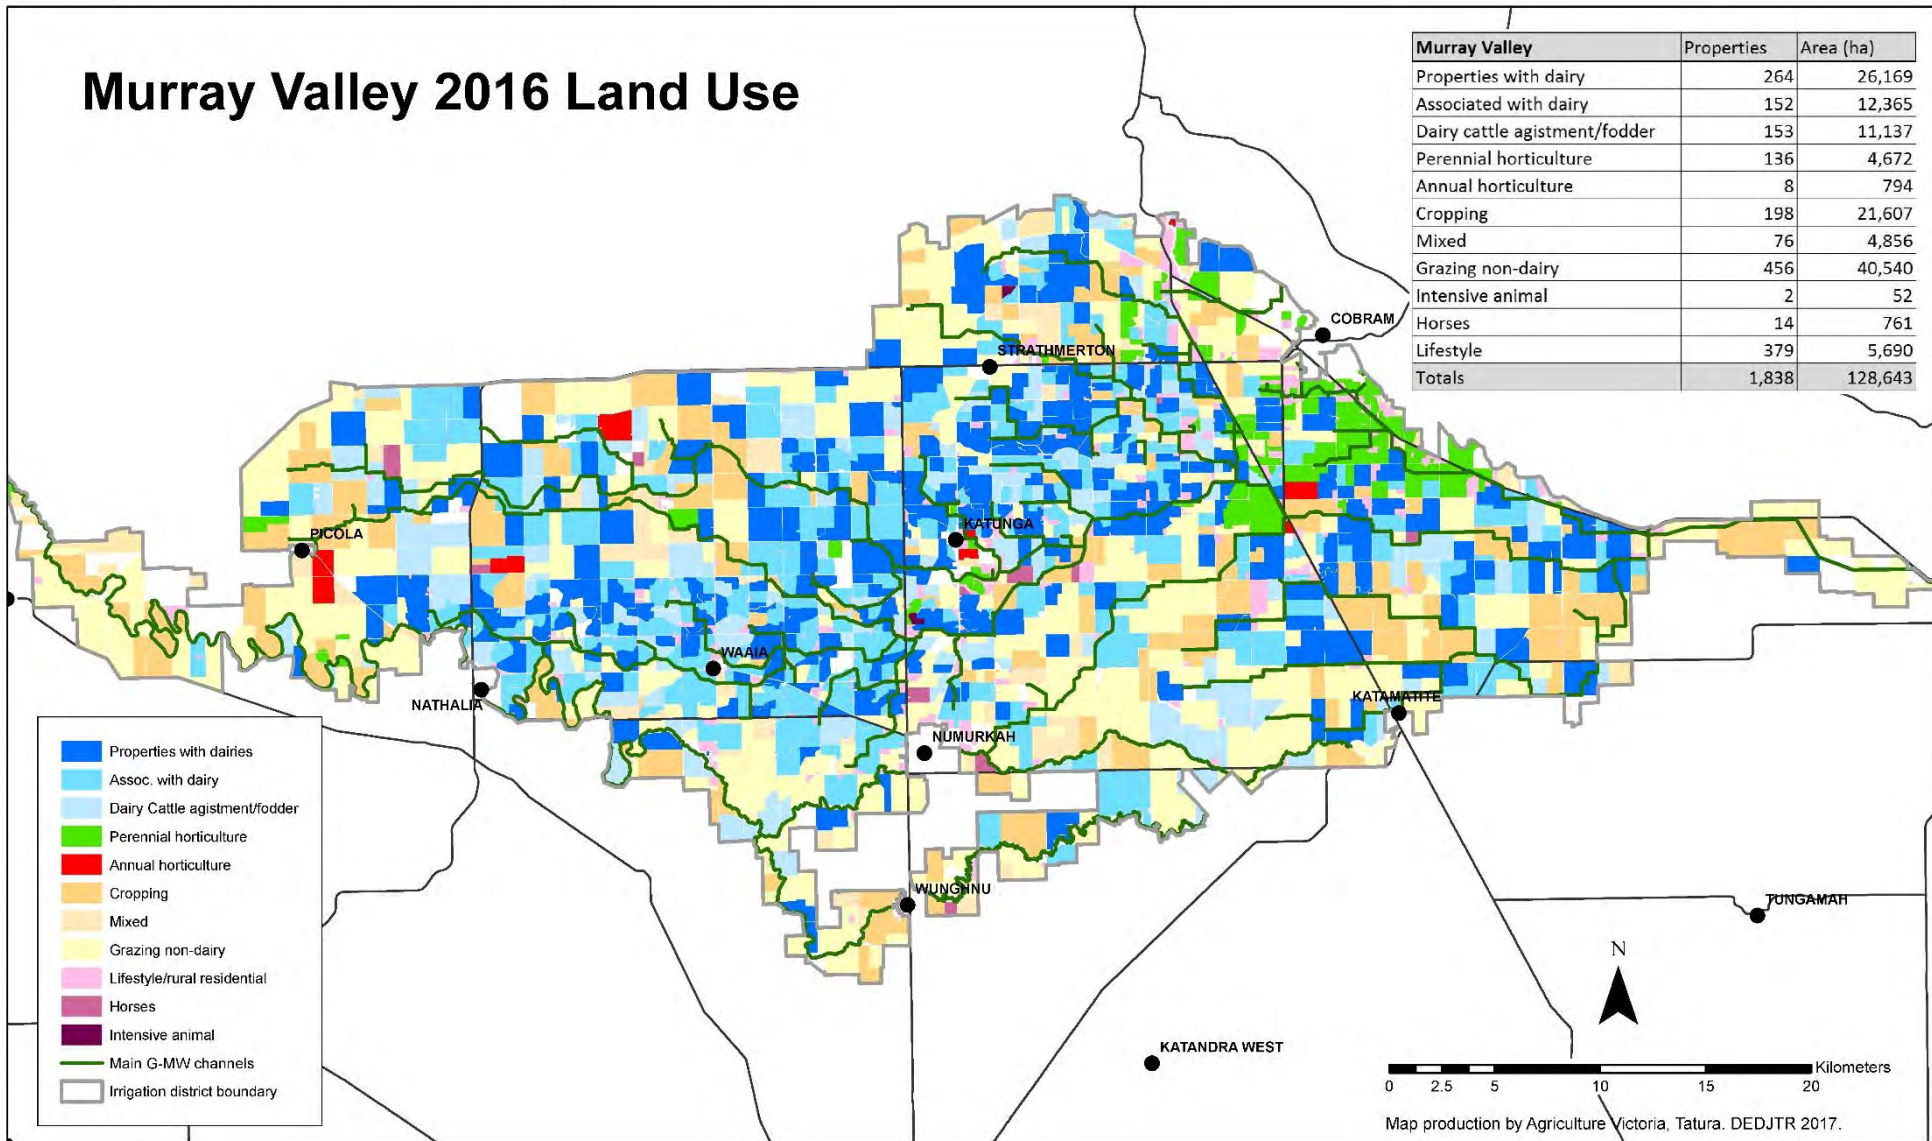 Murray Valley 2016 Land Use
Murray Valley Properties Area (ha)
Properties with dairy 264 26,169
Associated with dairy 152 12,365
Dairy cattle agistment/fodder 153 11,137
Perennial horticulture 136 4,672
Annual horticulture 8 794
Cropping 198 21,607
Mixed 76 4,856
Grazing non-dairy 456 40,540
Intensive animal 2 52
Horses 14 761
Lifestyle 379 5,690
Totals 1,838 128,643
COBRAM
STRATHMERTON
KATUNGA
PICOLA
WAAIA
NATHALIA
KATAMATITE
NUMURKAH
WUNGHNU
TUNGAMAH
KATANDRA WEST
Properties with dairies
Assoc. with dairy
Dairy Cattle agistment/fodder
Perennial horticulture
Annual horticulture
Cropping
Mixed
Grazing non-dairy
Lifestyle/rural residential
Horses
Intensive animal
Main G-MW channels
Irrigation district boundary
N
Kilometers
0 2.5 5 10 15 20
Map production by Agriculture Victoria, Tatura. DEDJTR 2017.